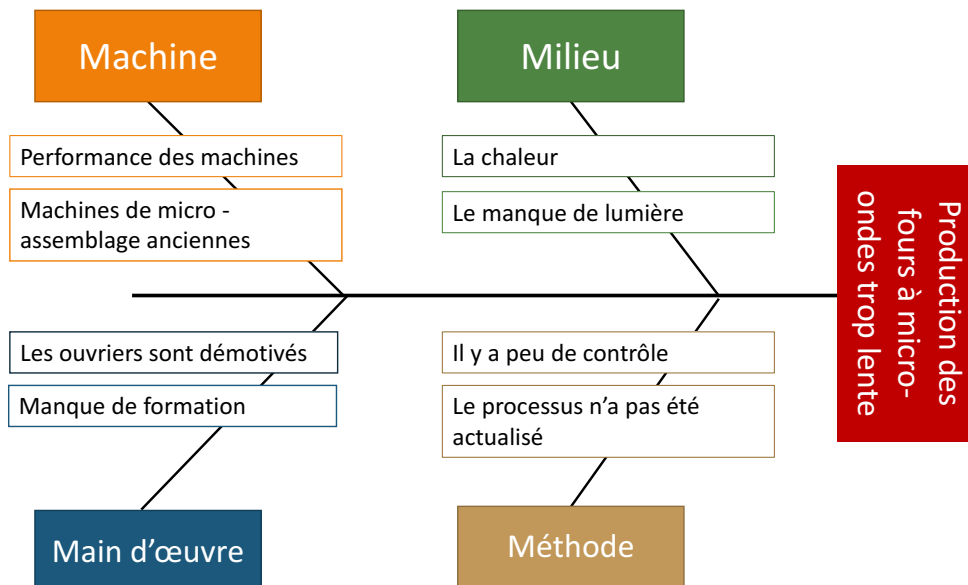 Machine
Milieu
Performance des machines
Machines de micro -
assemblage anciennes
La chaleur
Le manque de lumière
Production des
fours à micro-
ondes trop lente
Les ouvriers sont démotivés
Manque de formation
Il y a peu de contrôle
Le processus n’a pas été
actualisé
Main d’œuvre
Méthode